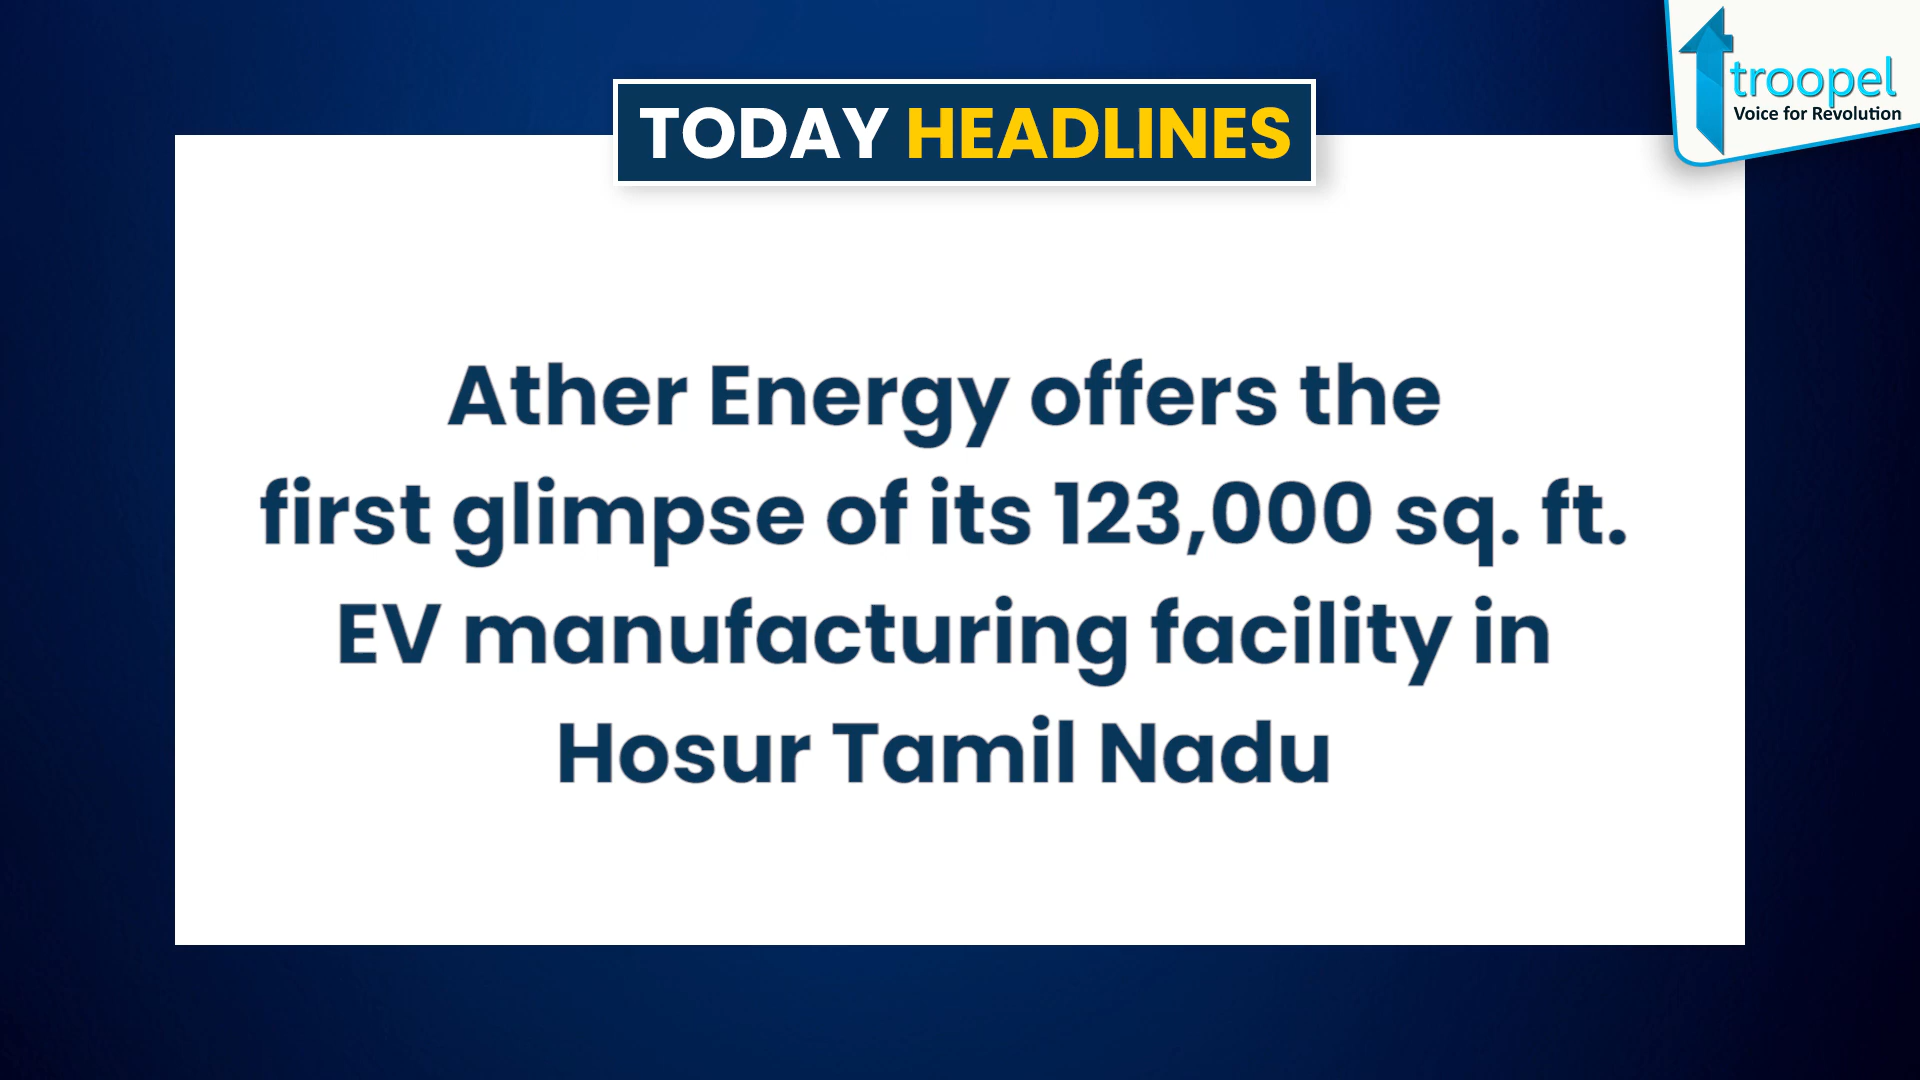 troopel
Voice for Revolution
TODAY HEADLINES
Ather Energy offers the
first glimpse of its 123,000 sq. ft.
EV manufacturing facility in
Hosur Tamil Nadu